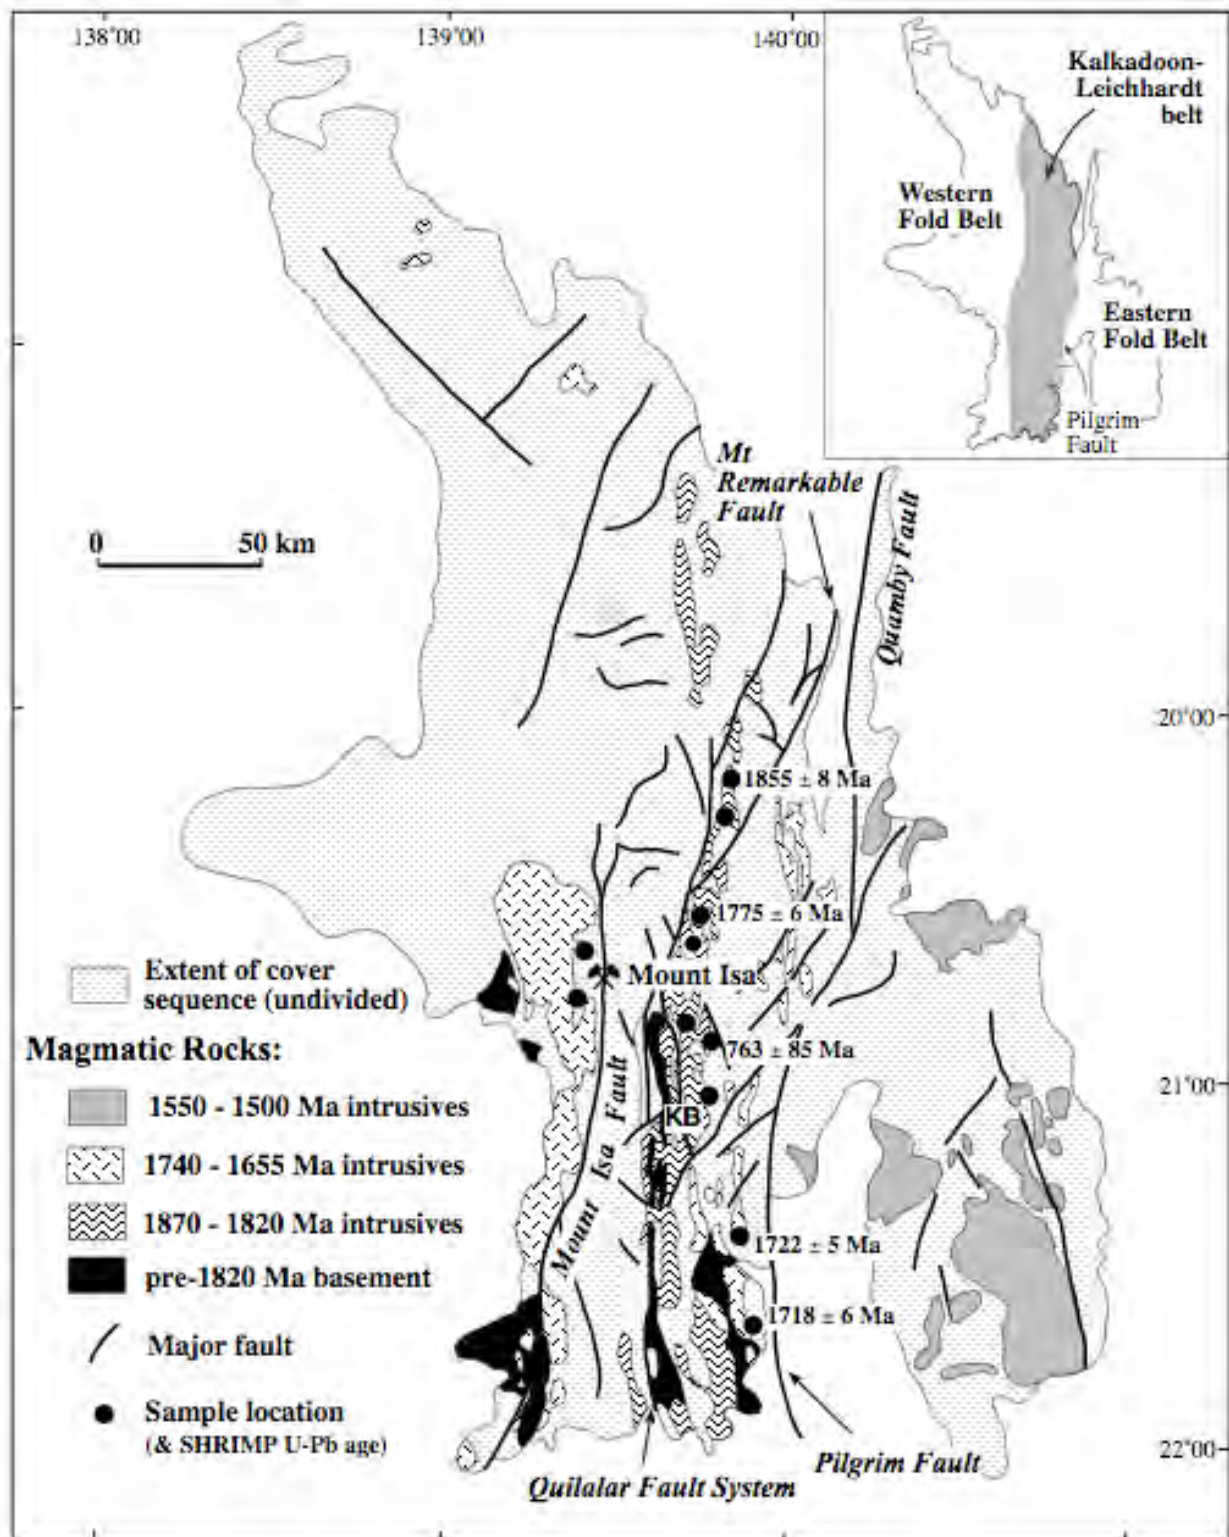 138°00
139°00
140°00
Kalkadoon-
Leichhardt
belt
Western
Fold Belt
Eastern
Fold Belt
Pilgrim
Fault
Mt
Remarkable
Fault
Quamby Fault
0 50 km
20°00
1855 ± 8 Ma
1775 ± 6 Ma
Mount Isa
763 ± 85 Ma
21°00
KB
Mount Isa Fault
1722 ± 5 Ma
1718 ± 6 Ma
Extent of cover
sequence (undivided)
Magmatic Rocks:
1550 - 1500 Ma intrusives
1740 - 1655 Ma intrusives
1870 - 1820 Ma intrusives
pre-1820 Ma basement
Major fault
Sample location
(& SHRIMP U-Pb age)
Pilgrim Fault
22°00
Quilalar Fault System